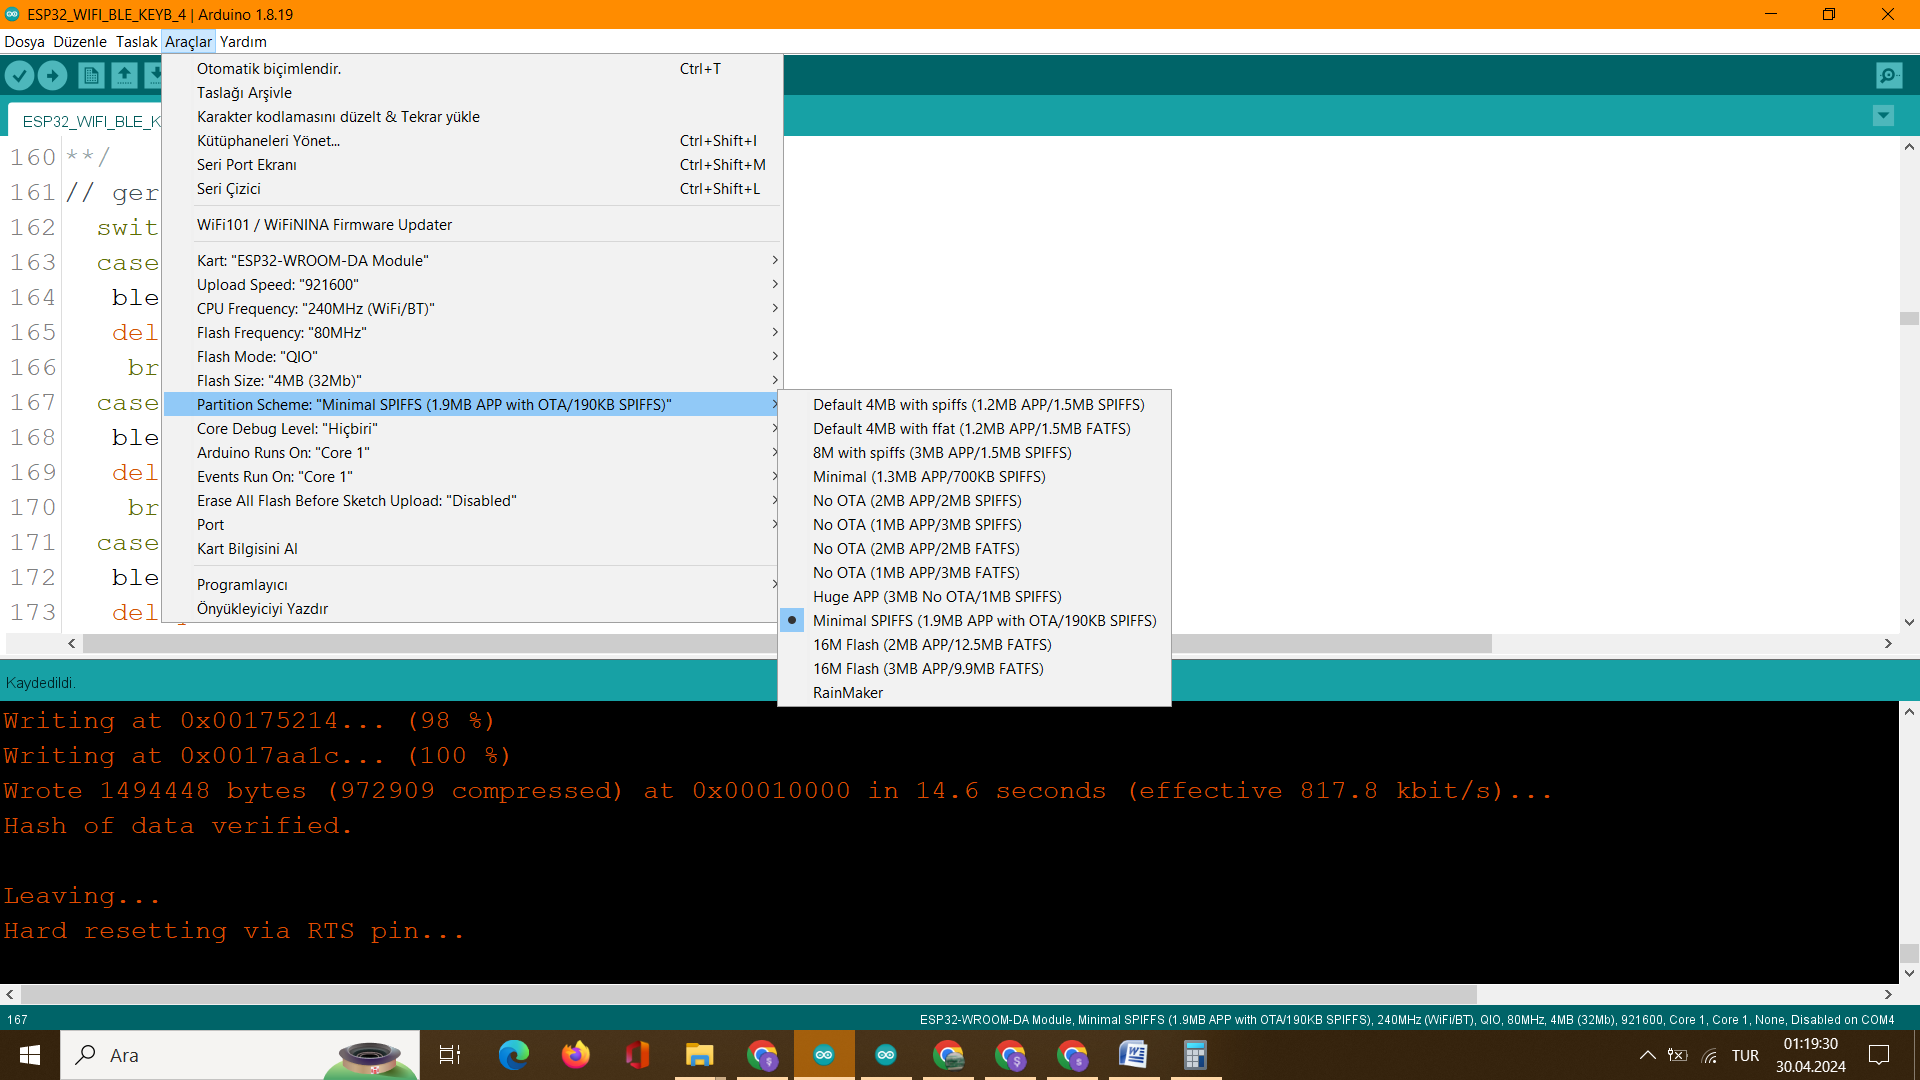 ESP32_WIFI_BLE_KEYB_4 | Arduino 1.8.19
Dosya Düzenle Taslak Araçlar Yardım
ESP32_WIFI_BLE_K
160 **/
161 // ger
162 swit
163 case
164 ble
165 del
166 br
167 case
168 ble
169 del
170 br
171 case
172 ble
173 del
Otomatik biçimlendir. Ctrl+T
Taslağı Arşivle
Karakter kodlamasını düzelt & Tekrar yükle
Kütüphaneleri Yönet... Ctrl+Shift+I
Seri Port Ekranı Ctrl+Shift+M
Seri Çizici Ctrl+Shift+L
WiFi101 / WiFiNINA Firmware Updater
Kart: "ESP32-WROOM-DA Module"
Upload Speed: "921600"
CPU Frequency: "240MHz (WiFi/BT)"
Flash Frequency: "80MHz"
Flash Mode: "QIO"
Flash Size: "4MB (32Mb)"
Partition Scheme: "Minimal SPIFFS (1.9MB APP with OTA/190KB SPIFFS)"
Core Debug Level: "Hiçbiri"
Arduino Runs On: "Core 1"
Events Run On: "Core 1"
Erase All Flash Before Sketch Upload: "Disabled"
Port
Kart Bilgisini Al
Programlayıcı
Önyükleyiciyi Yazdır
Default 4MB with spiffs (1.2MB APP/1.5MB SPIFFS)
Default 4MB with ffat (1.2MB APP/1.5MB FATFS)
8M with spiffs (3MB APP/1.5MB SPIFFS)
Minimal (1.3MB APP/700KB SPIFFS)
No OTA (2MB APP/2MB SPIFFS)
No OTA (1MB APP/3MB SPIFFS)
No OTA (2MB APP/2MB FATFS)
No OTA (1MB APP/3MB FATFS)
Huge APP (3MB No OTA/1MB SPIFFS)
Minimal SPIFFS (1.9MB APP with OTA/190KB SPIFFS)
16M Flash (2MB APP/12.5MB FATFS)
16M Flash (3MB APP/9.9MB FATFS)
RainMaker
Kaydedildi.
Writing at 0x00175214... (98 %)
Writing at 0x0017aa1c... (100 %)
Wrote 1494448 bytes (972909 compressed) at 0x00010000 in 14.6 seconds (effective 817.8 kbit/s)...
Hash of data verified.
Leaving...
Hard resetting via RTS pin...
167 ESP32-WROOM-DA Module, Minimal SPIFFS (1.9MB APP with OTA/190KB SPIFFS), 240MHz (WiFi/BT), QIO, 80MHz, 4MB (32Mb), 921600, Core 1, Core 1, None, Disabled on COM4
Ara
TUR
01:19:30
30.04.2024